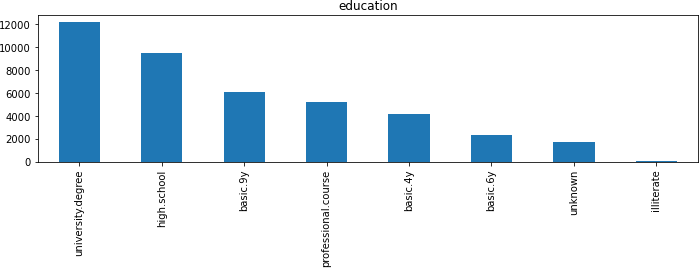 education
12000
10000
8000
6000
4000
2000
0
university.degree
high.school
basic.9y
professional.course
basic.4y
basic.6y
unknown
illiterate